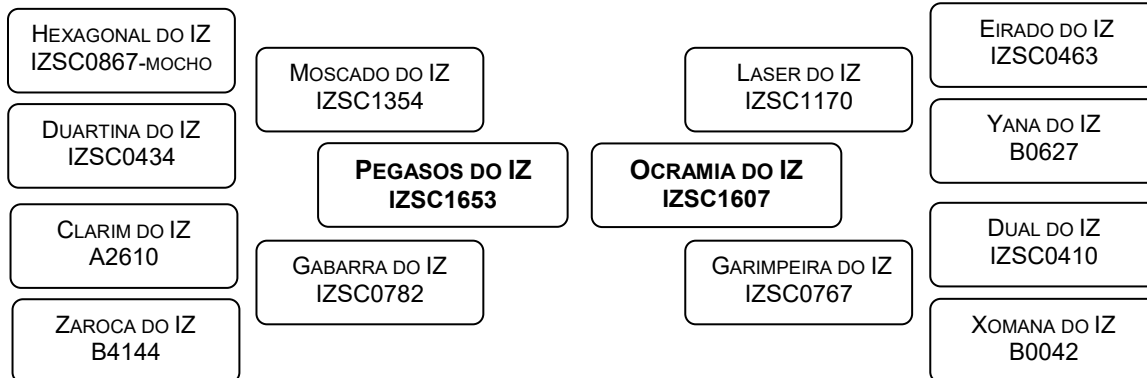 HEXAGONAL DO IZ
IZSC0867-MOCHO
DUARTINA DO IZ
IZSC0434
CLARIM DO IZ
A2610
ZAROCA DO IZ
B4144
MOSCADO DO IZ
IZSC1354
GABARRA DO IZ
IZSC0782
PEGASOS DO IZ
IZSC1653
OCRAMIA DO IZ
IZSC1607
LASER DO IZ
IZSC1170
GARIMPEIRA DO IZ
IZSC0767
EIRADO DO IZ
IZSC0463
YANA DO IZ
B0627
DUAL DO IZ
IZSC0410
XOMANA DO IZ
B0042